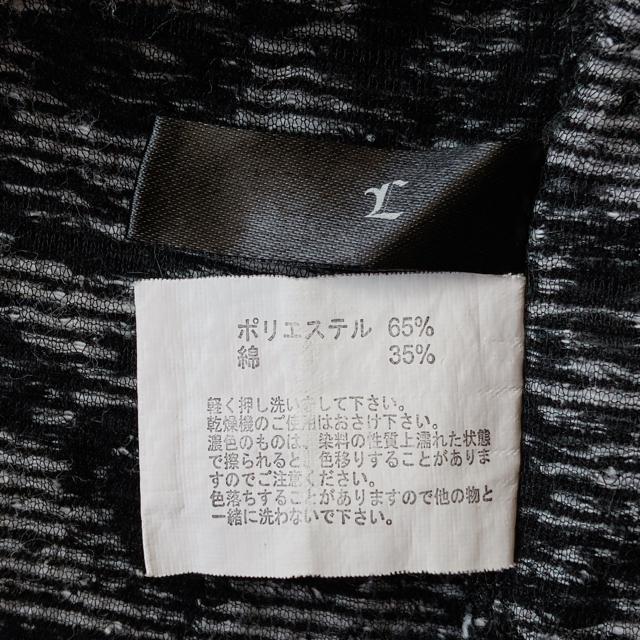 L
ポリエステル 65%
綿 35%
軽く押し洗いをして下さい。
乾燥機のご使用はおさけ下さい。
濃色のものは、染料の性質上濡れた状態
で擦られると、色移りすることがありま
すのでご注意ください。
色落ちすることがありますので他の物と
一緒に洗わないで下さい。